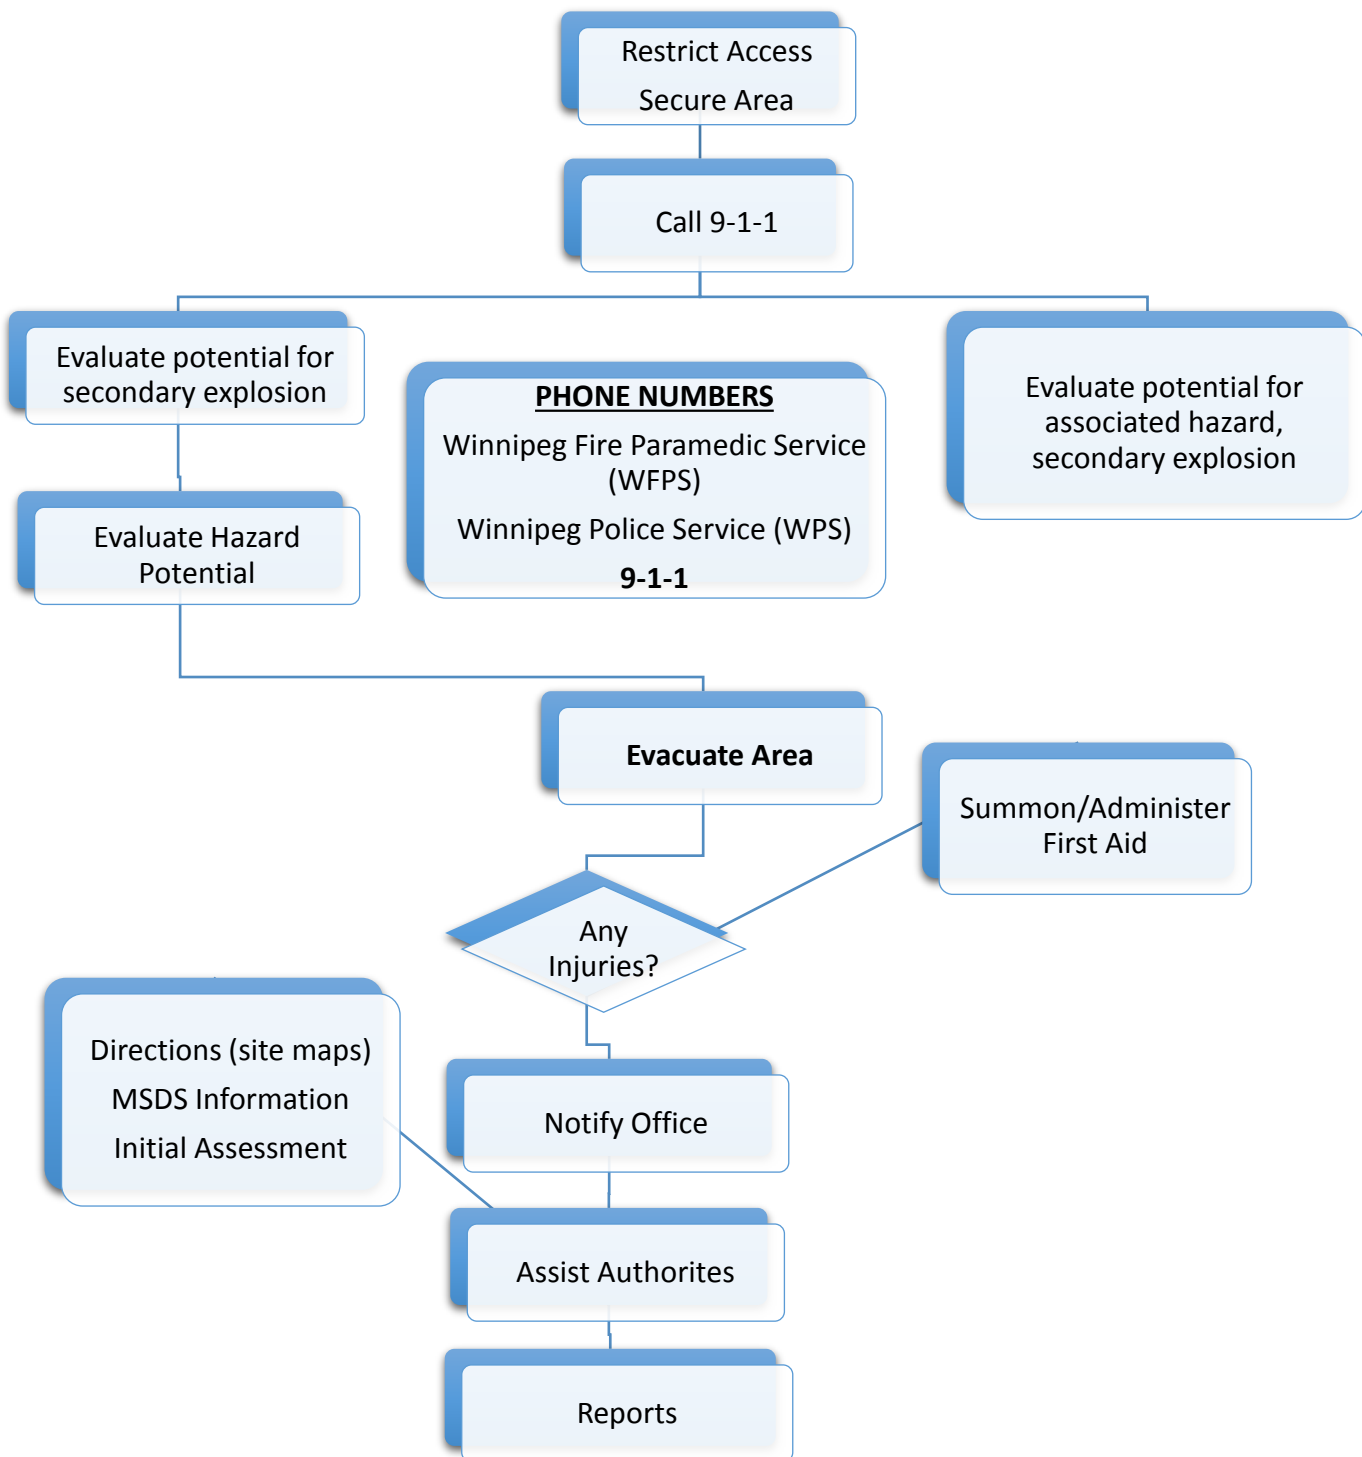 Restrict Access
Secure Area
Call 9-1-1
Evaluate potential for
secondary explosion
PHONE NUMBERS
Winnipeg Fire Paramedic Service
(WFPS)
Winnipeg Police Service (WPS)
9-1-1
Evaluate potential for
associated hazard,
secondary explosion
Evaluate Hazard
Potential
Evacuate Area
Summon/Administer
First Aid
Any
Injuries?
Directions (site maps)
MSDS Information
Initial Assessment
Notify Office
Assist Authorites
Reports